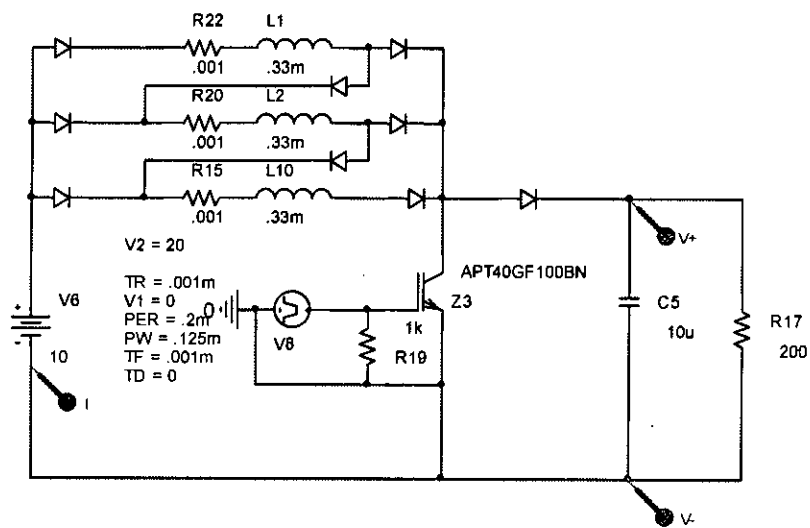 R22 L1
.001 .33m
R20 L2
.001 .33m
R15 L10
.001 .33m
V2 = 20
TR = .001m
V1 = 0
PER = .2m
PW = .125m
TF = .001m
TD = 0
V6
+
-
10
I
0
V8
1k
R19
APT40GF100BN
Z3
V+
C5
10u
R17
200
V-